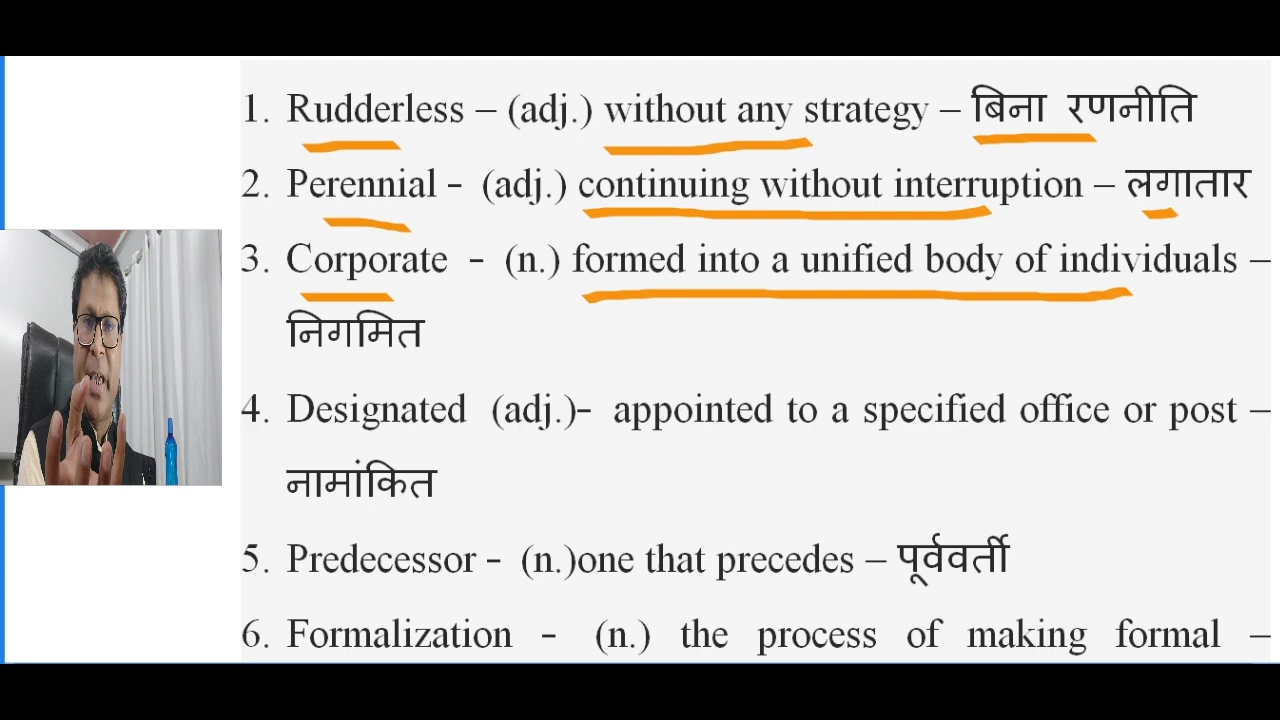 1. Rudderless – (adj.) without any strategy – बिना रणनीति
2. Perennial - (adj.) continuing without interruption – लगातार
3. Corporate - (n.) formed into a unified body of individuals –
निगमित
4. Designated (adj.)- appointed to a specified office or post –
नामांकित
5. Predecessor - (n.)one that precedes – पूर्ववर्ती
6. Formalization - (n.) the process of making formal –